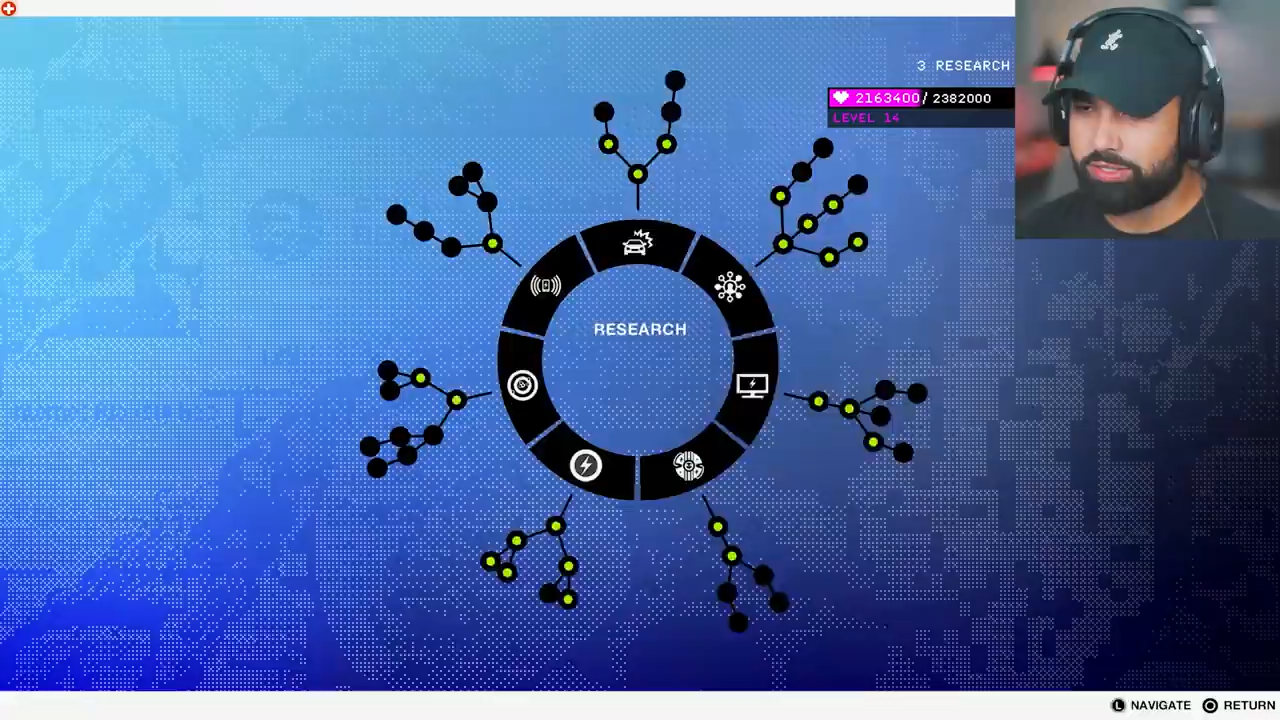 3 RESEARCH
2163400/ 2382000
LEVEL 14
RESEARCH
L NAVIGATE RETURN